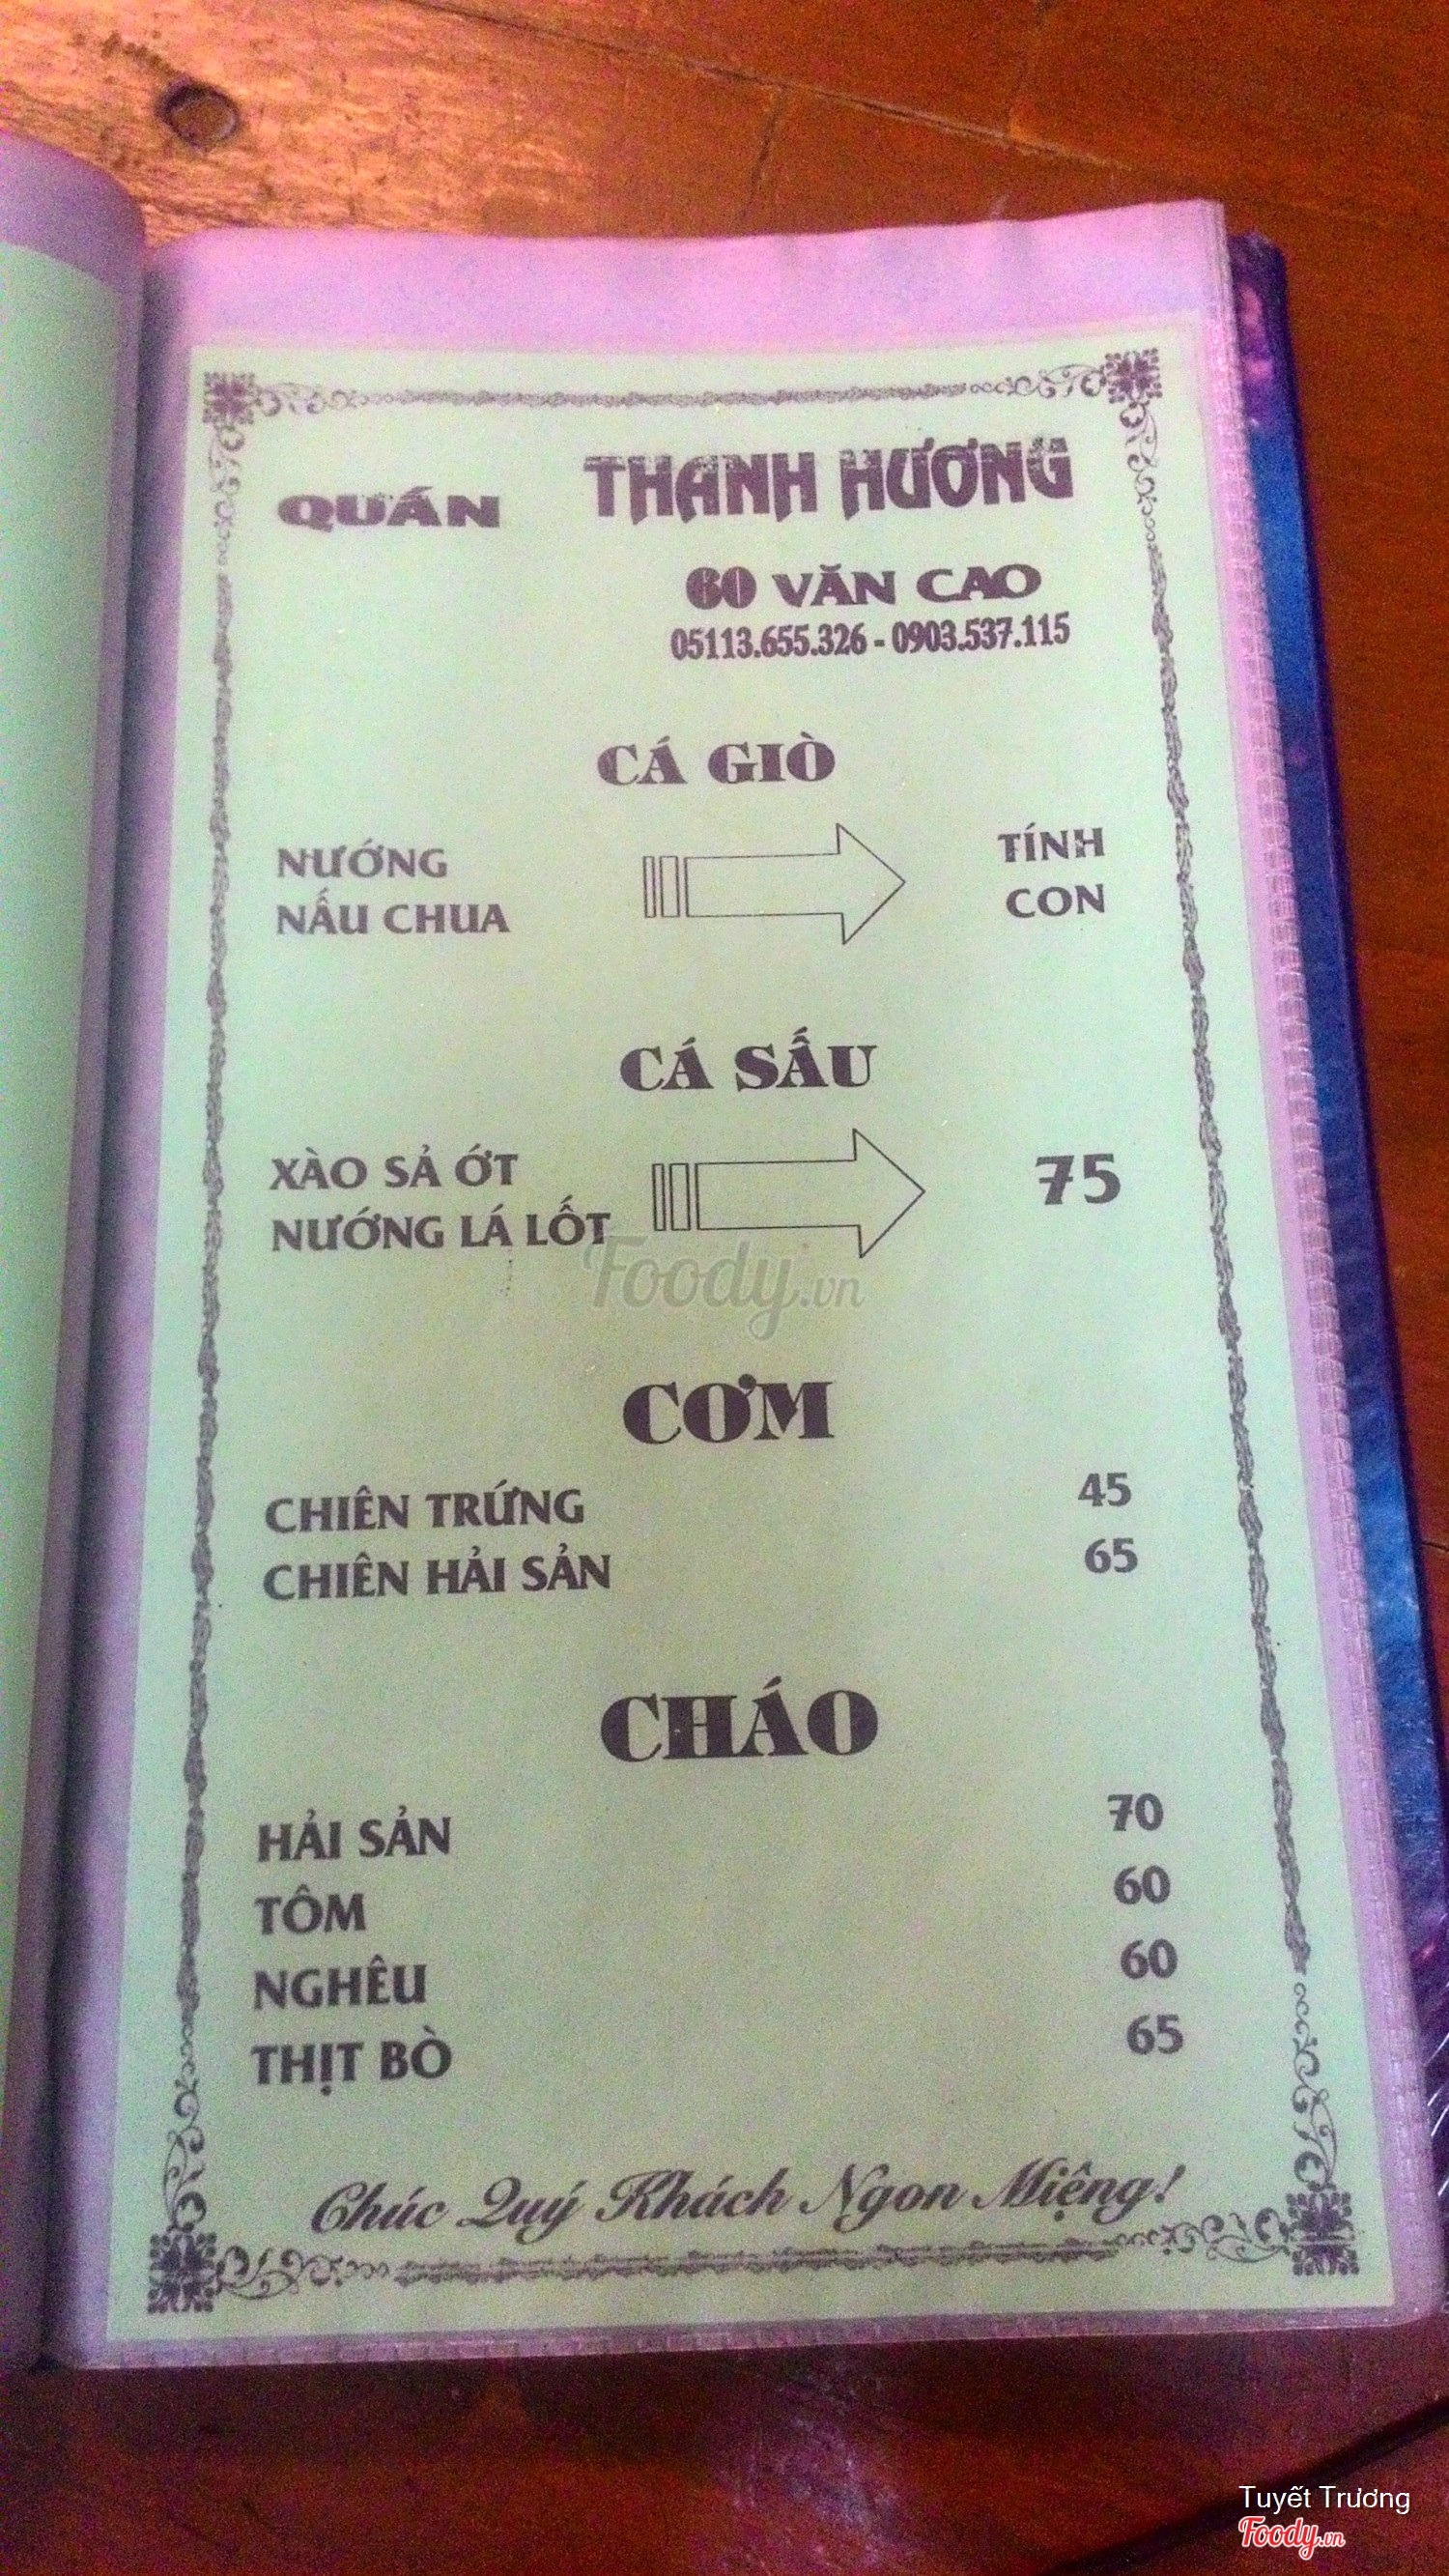 QUÁN THANH HƯƠNG
60 VĂN CAO
05113.655.326 - 0903.537.115
CÁ GIÒ
NƯỚNG
NẤU CHUA
TÍNH
CON
CÁ SẤU
XÀO SẢ ỚT
NƯỚNG LÁ LỐT
75
Foody.vn
CƠM
CHIÊN TRỨNG 45
CHIÊN HẢI SẢN 65
CHÁO
HẢI SẢN 70
TÔM 60
NGHÊU 60
THỊT BÒ 65
Chúc Quý Khách Ngon Miệng!
Tuyết Trương
Foody.vn